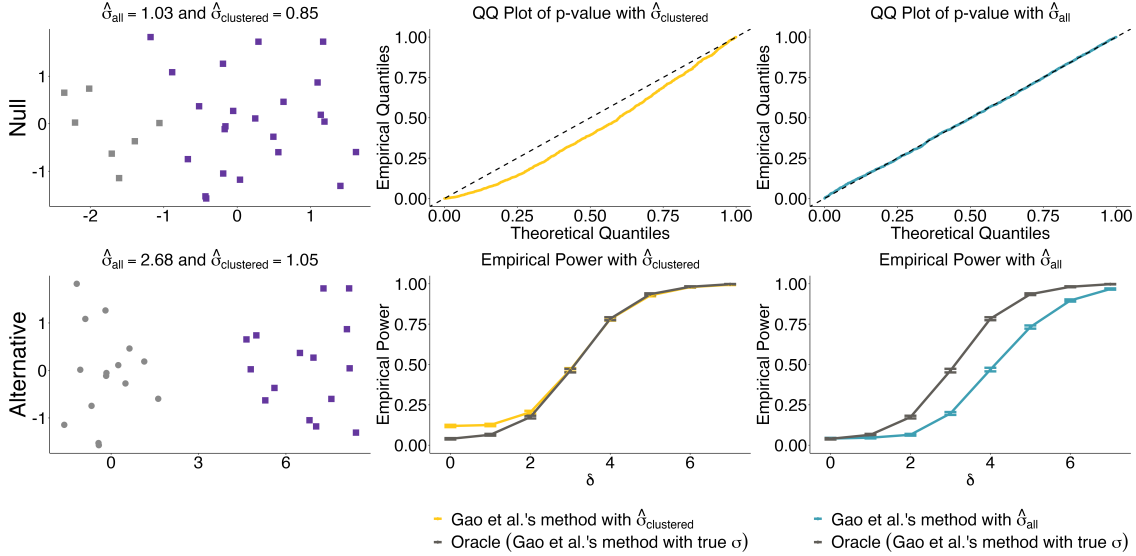 σ̂all = 1.03 and σ̂clustered = 0.85
QQ Plot of p-value with σ̂clustered
QQ Plot of p-value with σ̂all
Null
1
0
-1
-2
-1
0
1
Empirical Quantiles
1.00
0.75
0.50
0.25
0.00
0.00
0.25
0.50
0.75
1.00
Theoretical Quantiles
Empirical Quantiles
1.00
0.75
0.50
0.25
0.00
0.00
0.25
0.50
0.75
1.00
Theoretical Quantiles
σ̂all = 2.68 and σ̂clustered = 1.05
Empirical Power with σ̂clustered
Empirical Power with σ̂all
Alternative
1
0
-1
0
3
6
Empirical Power
1.00
0.75
0.50
0.25
0.00
0
2
4
6
δ
Empirical Power
1.00
0.75
0.50
0.25
0.00
0
2
4
6
δ
Gao et al.'s method with σ̂clustered
Oracle (Gao et al.'s method with true σ)
Gao et al.'s method with σ̂all
Oracle (Gao et al.'s method with true σ)